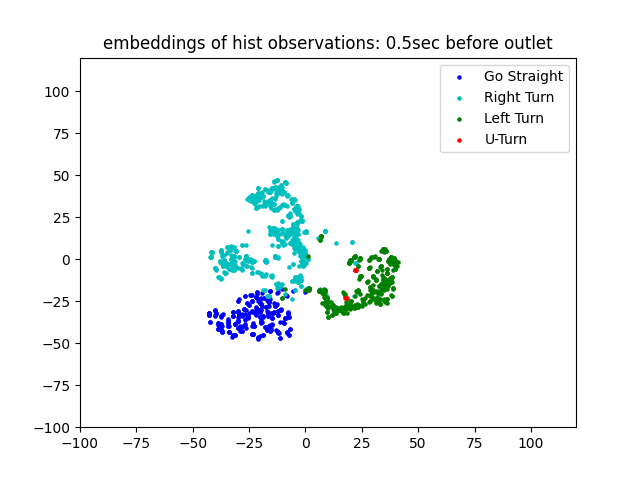 embeddings of hist observations: 0.5sec before outlet
Go Straight
Right Turn
Left Turn
U-Turn
100
75
50
25
0
−25
−50
−75
−100
−100 −75 −50 −25 0 25 50 75 100